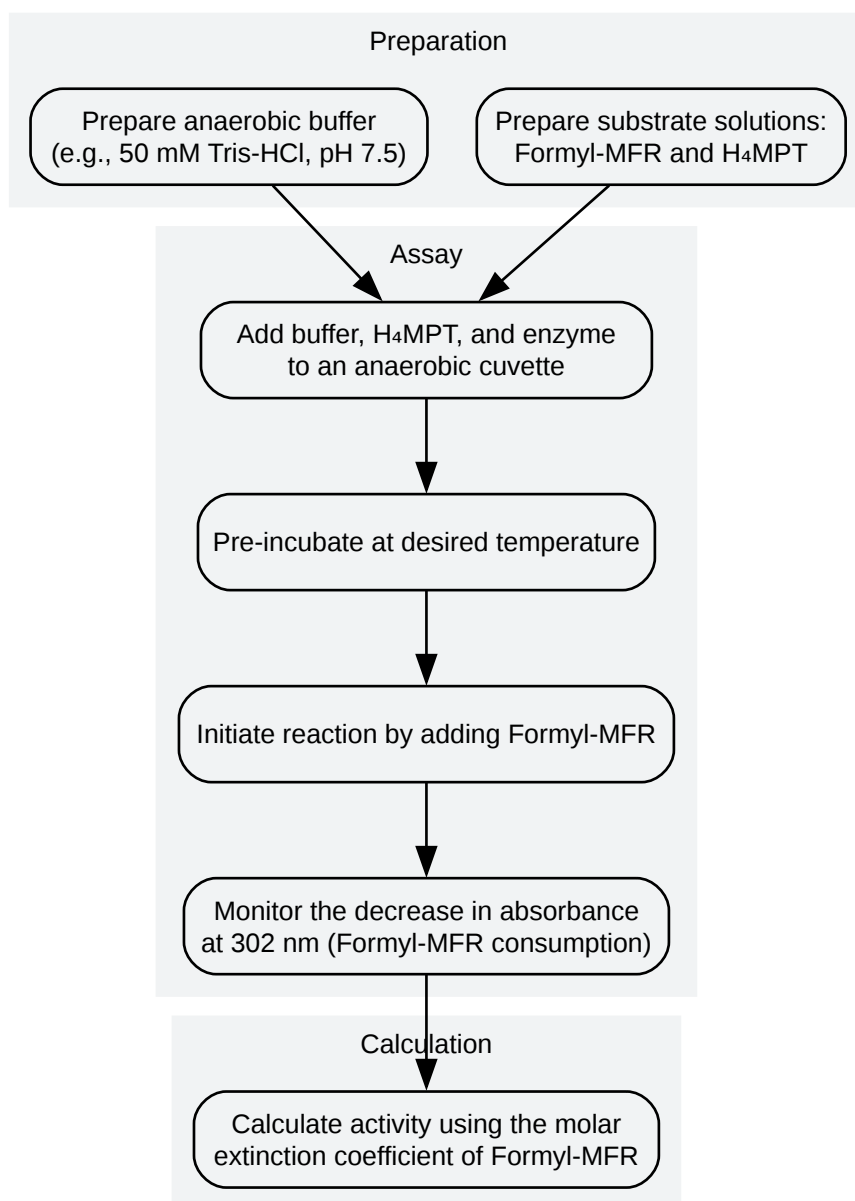 Preparation
Prepare anaerobic buffer
(e.g., 50 mM Tris-HCl, pH 7.5)
Prepare substrate solutions:
Formyl-MFR and H₄MPT
Assay
Add buffer, H₄MPT, and enzyme
to an anaerobic cuvette
Pre-incubate at desired temperature
Initiate reaction by adding Formyl-MFR
Monitor the decrease in absorbance
at 302 nm (Formyl-MFR consumption)
Calculation
Calculate activity using the molar
extinction coefficient of Formyl-MFR